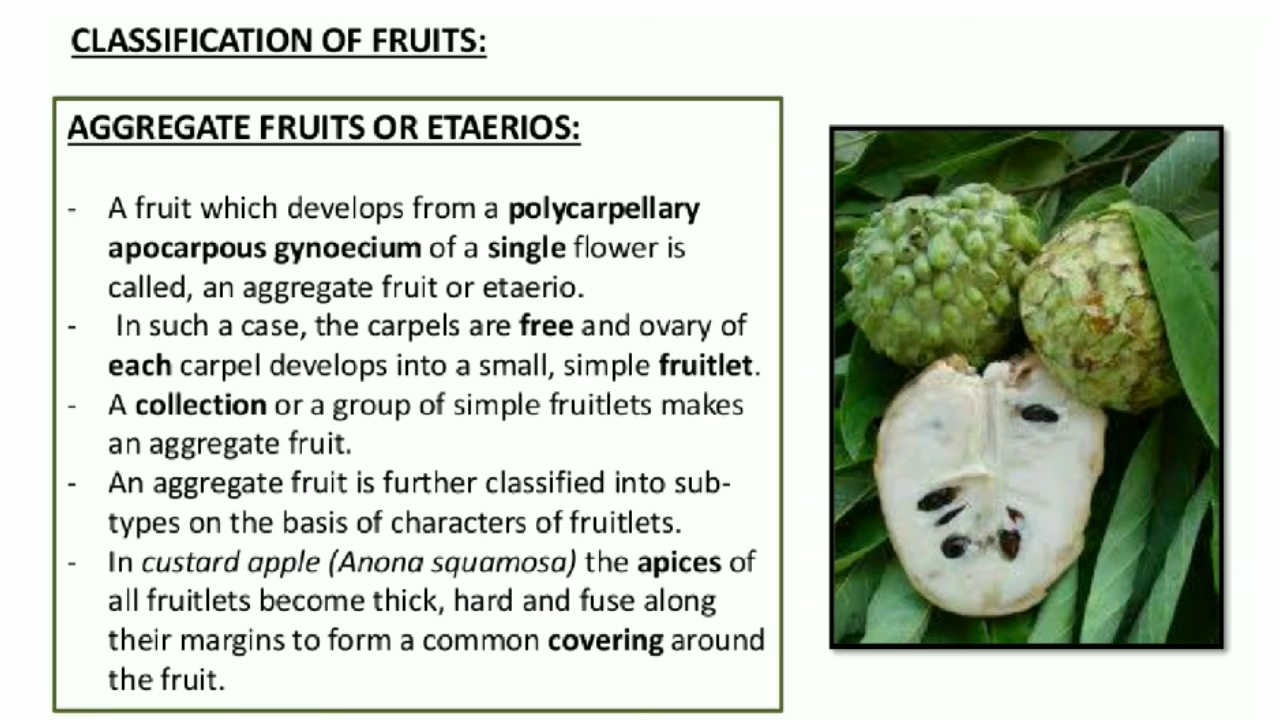 CLASSIFICATION OF FRUITS:
AGGREGATE FRUITS OR ETAERIOS:
- A fruit which develops from a polycarpellary
apocarpous gynoecium of a single flower is
called, an aggregate fruit or etaerio.
- In such a case, the carpels are free and ovary of
each carpel develops into a small, simple fruitlet.
- A collection or a group of simple fruitlets makes
an aggregate fruit.
- An aggregate fruit is further classified into sub-
types on the basis of characters of fruitlets.
- In custard apple (Anona squamosa) the apices of
all fruitlets become thick, hard and fuse along
their margins to form a common covering around
the fruit.